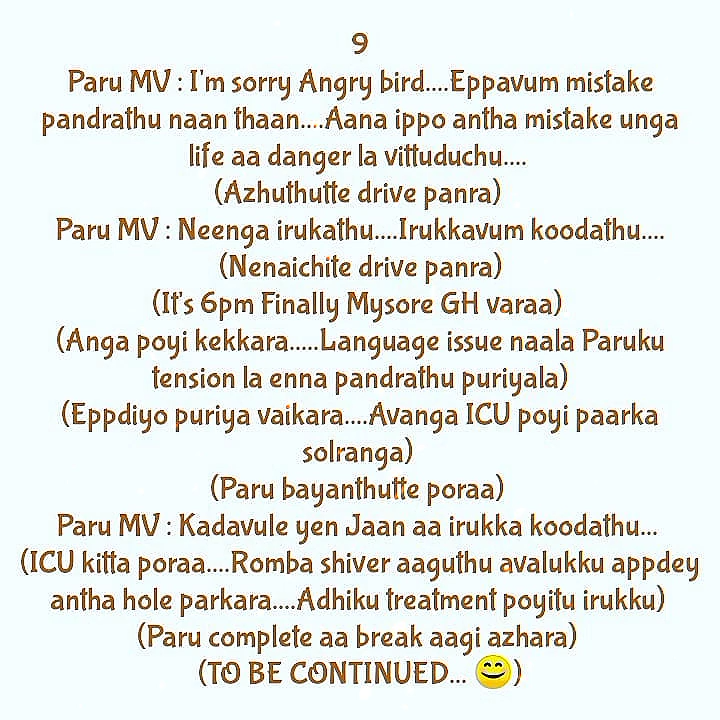 9
Paru MV : I'm sorry Angry bird....Eppavum mistake
pandrathu naan thaan....Aana ippo antha mistake unga
life aa danger la vittuduchu....
(Azhuthutte drive panra)
Paru MV : Neenga irukathu....Irukkavum koodathu....
(Nenaichite drive panra)
(It's 6pm Finally Mysore GH varaa)
(Anga poyi kekkara.....Language issue naala Paruku
tension la enna pandrathu puriyala)
(Eppdiyo puriya vaikara....Avanga ICU poyi paarka
solranga)
(Paru bayanthutte poraa)
Paru MV : Kadavule yen Jaan aa irukka koodathu...
(ICU kitta poraa....Romba shiver aaguthu avalukku appdey
antha hole parkara....Adhiku treatment poyitu irukku)
(Paru complete aa break aagi azhara)
(TO BE CONTINUED... 😊)